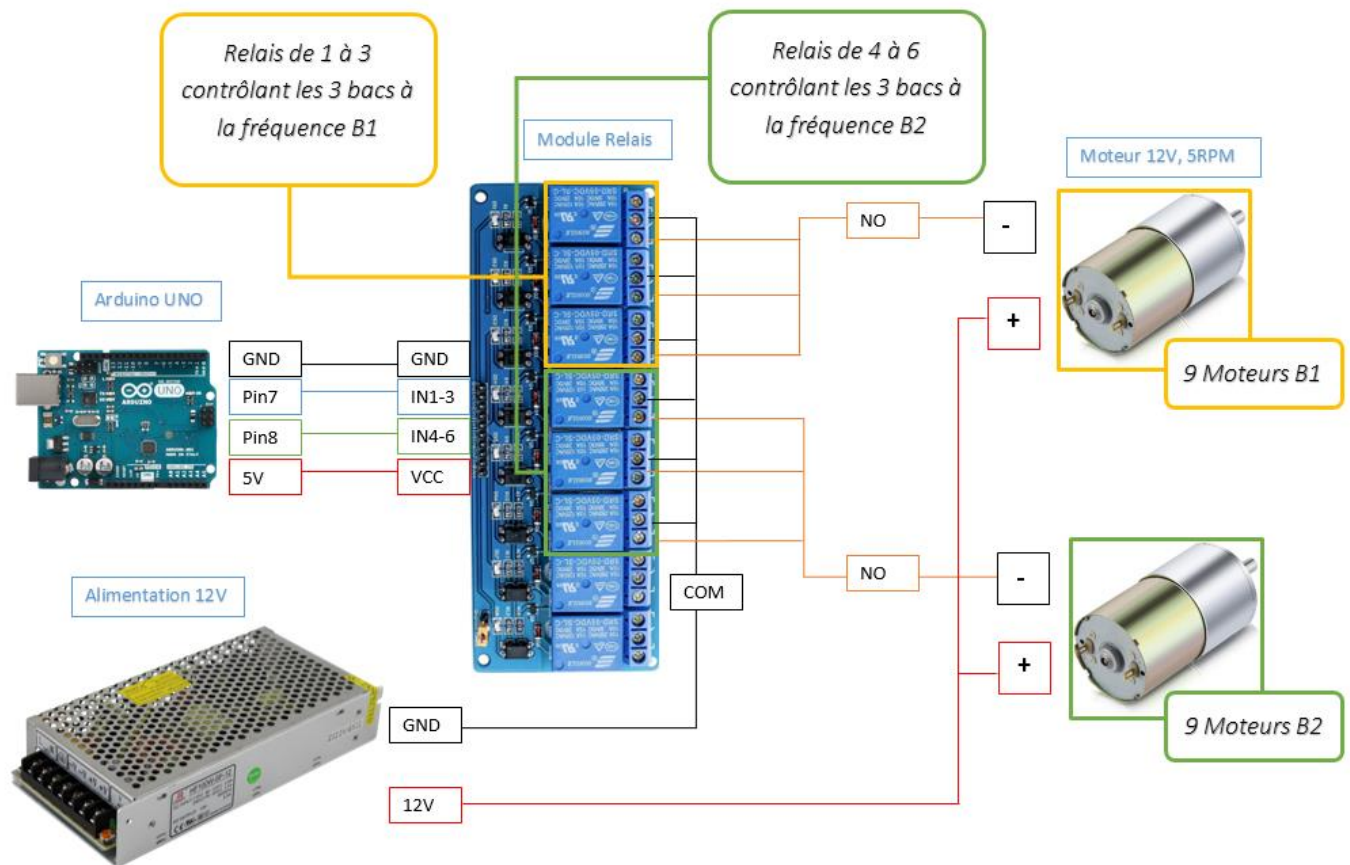 Relais de 1 à 3
contrôlant les 3 bacs à
la fréquence B1
Relais de 4 à 6
contrôlant les 3 bacs à
la fréquence B2
Module Relais
Moteur 12V, 5RPM
NO
-
+
9 Moteurs B1
Arduino UNO
GND
GND
Pin7
IN1-3
Pin8
IN4-6
5V
VCC
UNO
ARDUINO
NO
-
COM
+
9 Moteurs B2
Alimentation 12V
GND
12V